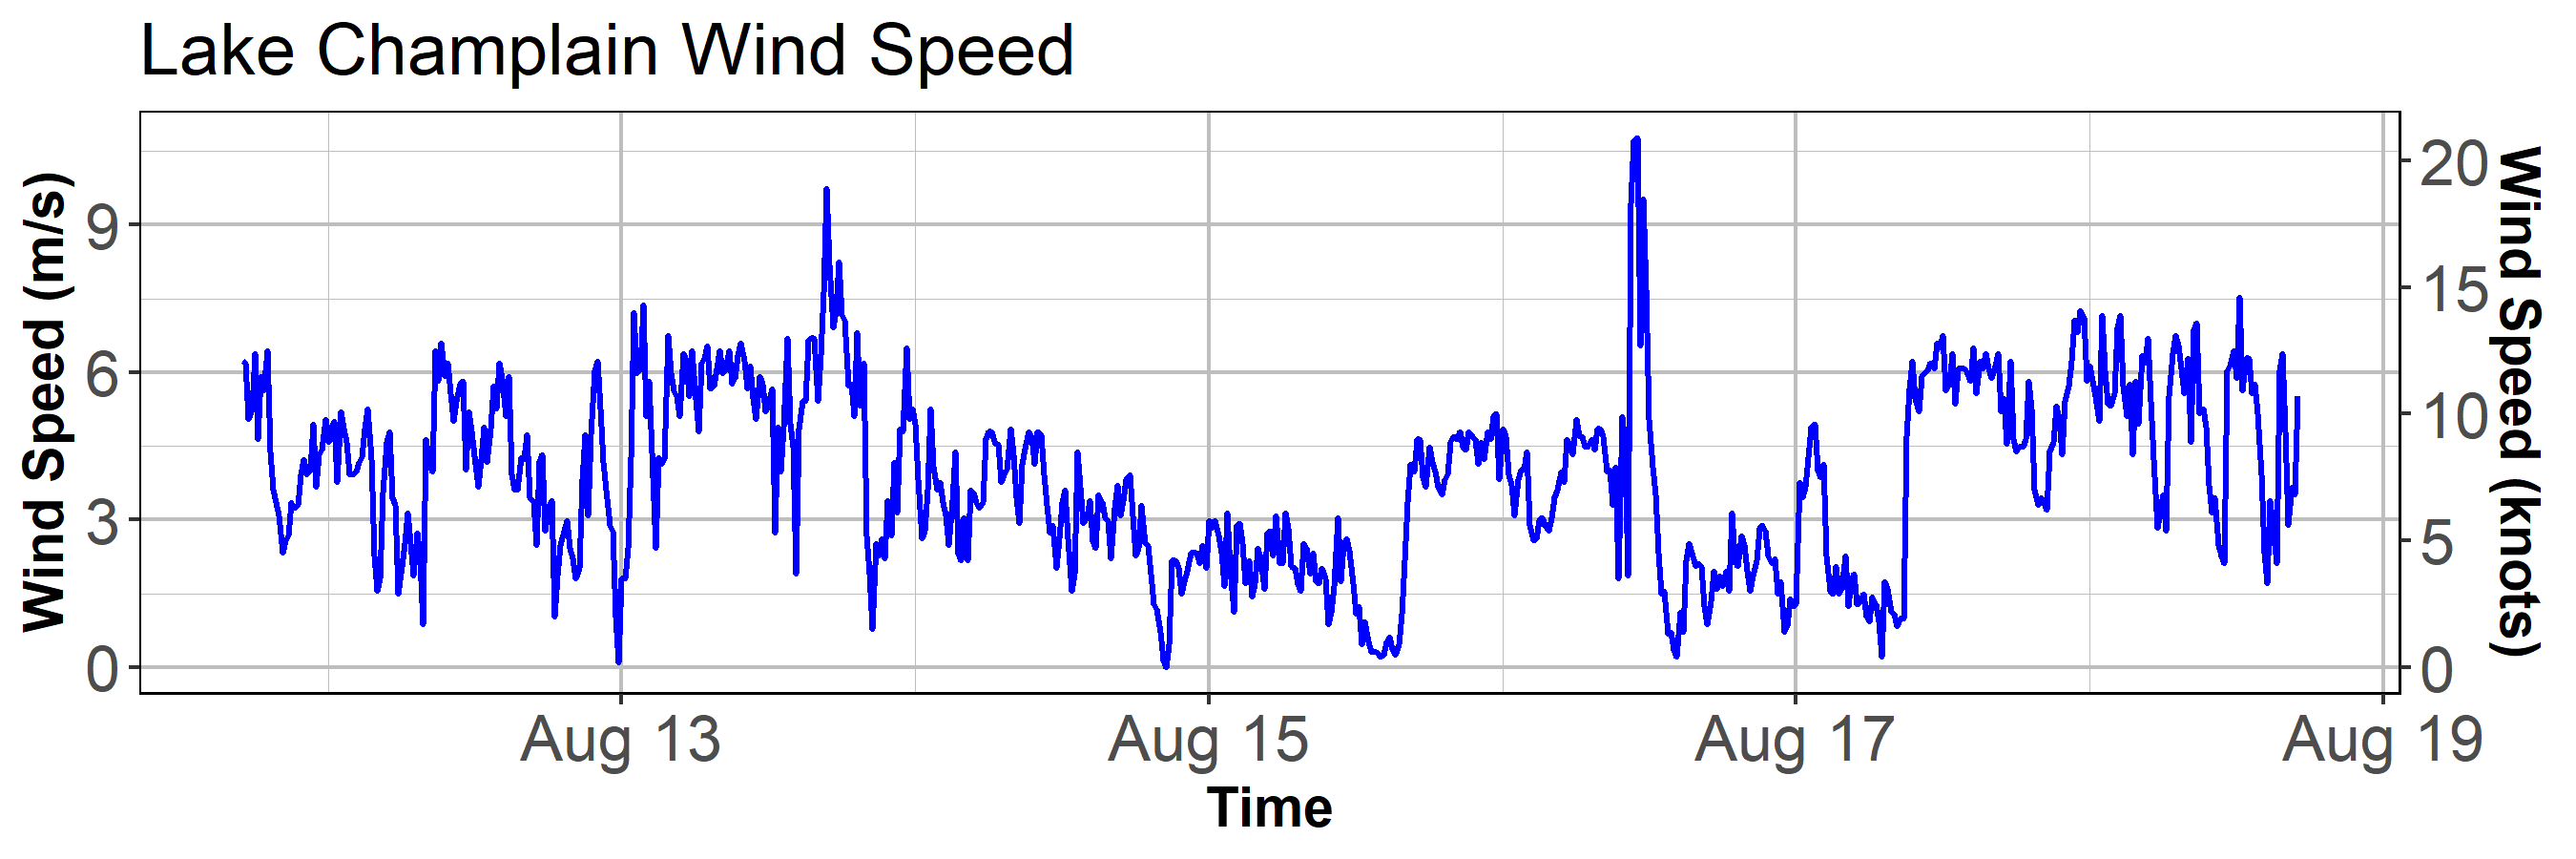 Lake Champlain Wind Speed
Wind Speed (m/s)
9
6
3
0
20
15
10
5
0
Wind Speed (knots)
Aug 13 Aug 15 Aug 17 Aug 19
Time